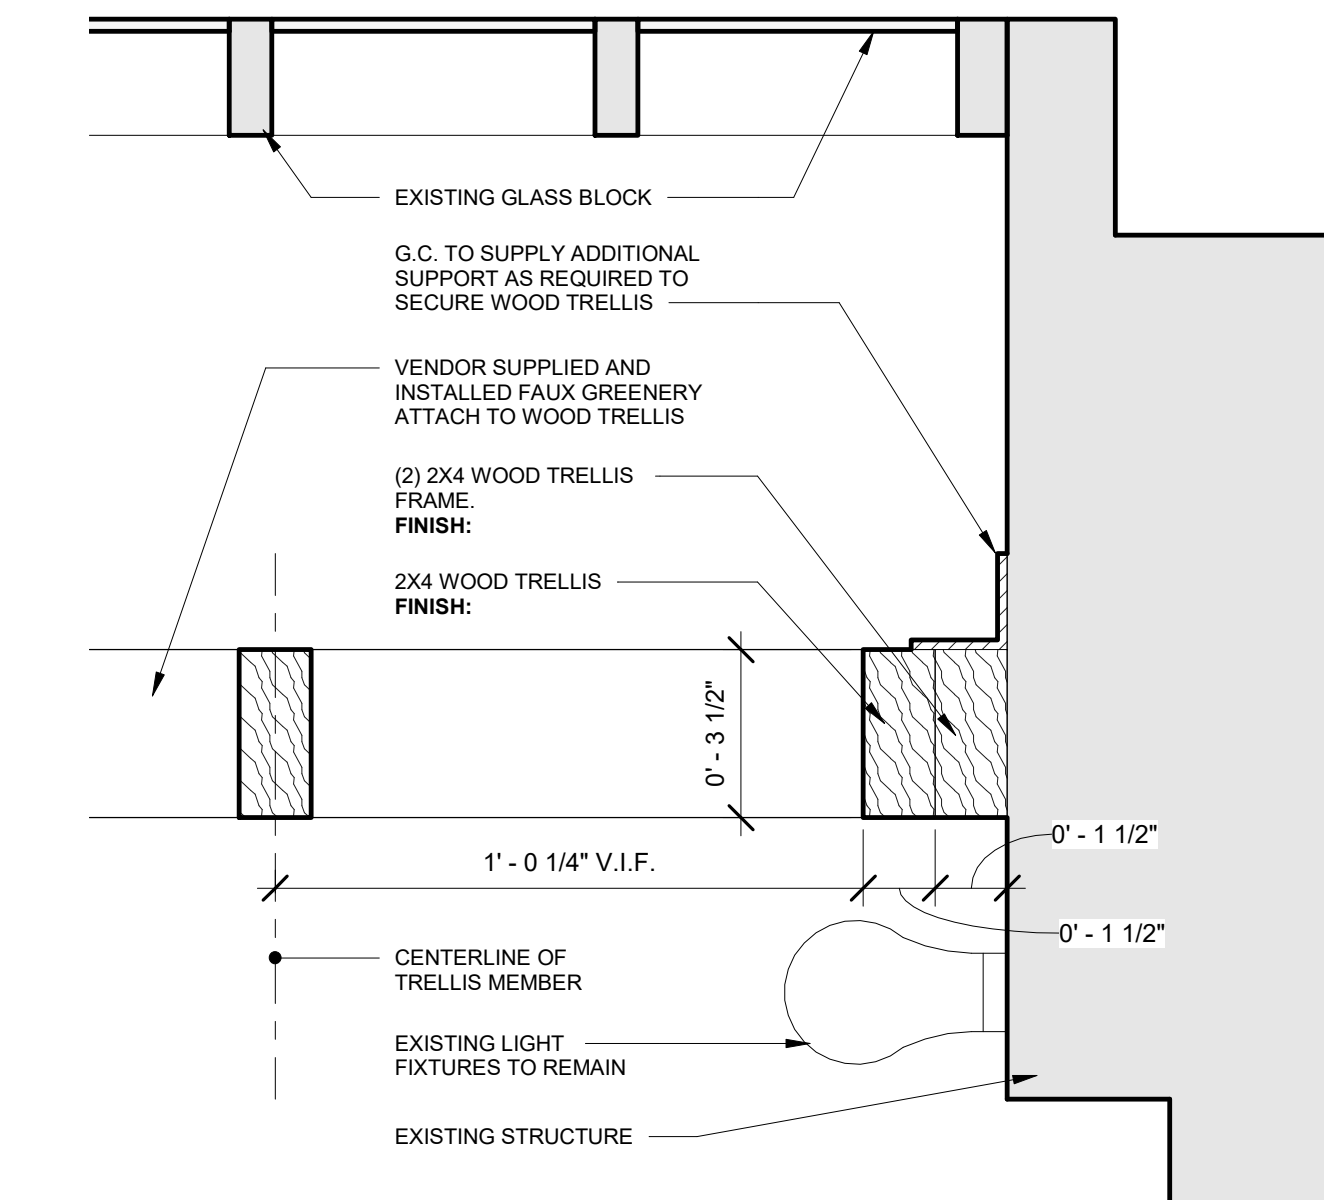 EXISTING GLASS BLOCK
G.C. TO SUPPLY ADDITIONAL
SUPPORT AS REQUIRED TO
SECURE WOOD TRELLIS
VENDOR SUPPLIED AND
INSTALLED FAUX GREENERY
ATTACH TO WOOD TRELLIS
(2) 2X4 WOOD TRELLIS
FRAME.
FINISH:
2X4 WOOD TRELLIS
FINISH:
0' - 3 1/2"
0' - 1 1/2"
1' - 0 1/4" V.I.F.
0' - 1 1/2"
CENTERLINE OF
TRELLIS MEMBER
EXISTING LIGHT
FIXTURES TO REMAIN
EXISTING STRUCTURE